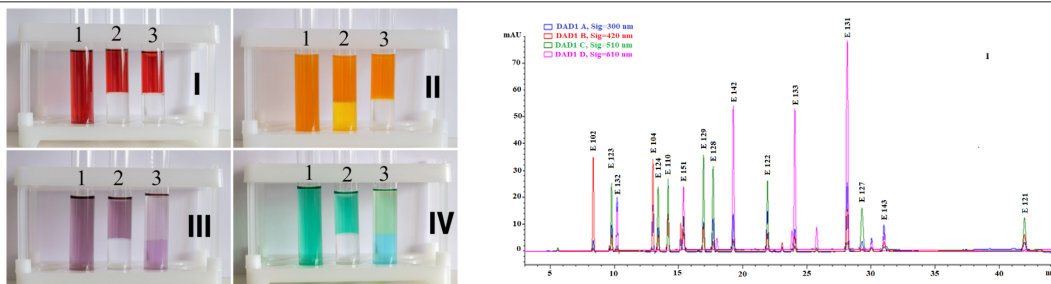 1 2 3
I
1 2 3
II
1 2 3
III
1 2 3
IV
mAU
DAD1 A, Sig=300 nm
DAD1 B, Sig=420 nm
DAD1 C, Sig=510 nm
DAD1 D, Sig=610 nm
I
70
60
50
40
30
20
10
0
E 102
E 123
E 132
E 104
E 124
E 110
E 151
E 129
E 128
E 142
E 122
E 133
E 131
E 127
E 143
E 121
5 10 15 20 25 30 35 40